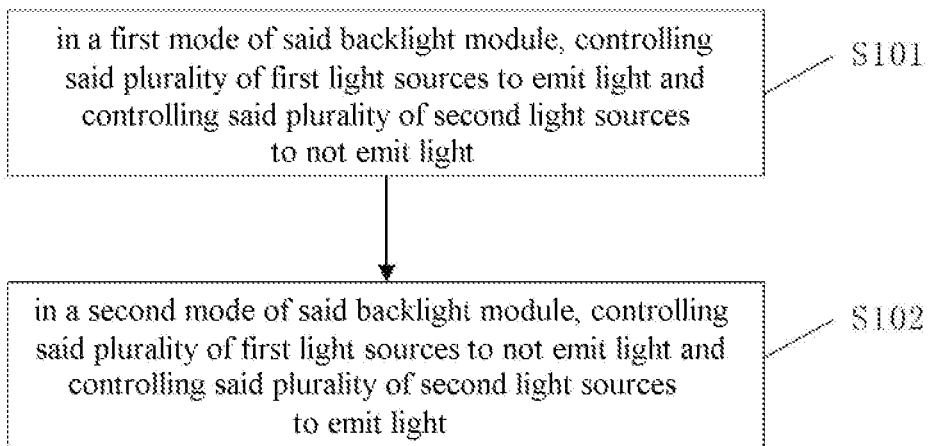 in a first mode of said backlight module, controlling
said plurality of first light sources to emit light and
controlling said plurality of second light sources
to not emit light
S101
in a second mode of said backlight module, controlling
said plurality of first light sources to not emit light and
controlling said plurality of second light sources
to emit light
S102